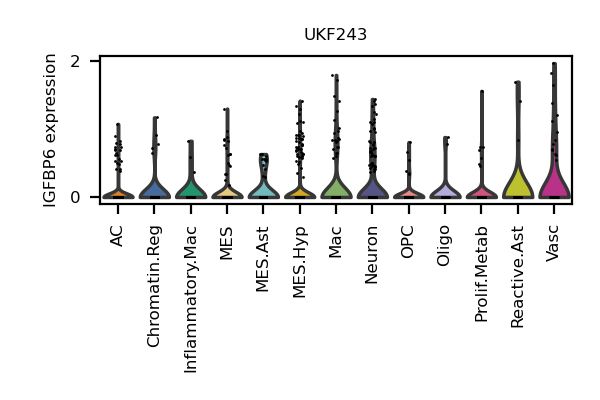 UKF243
IGFBP6 expression
2
0
AC
Chromatin.Reg
Inflammatory.Mac
MES
MES.Ast
MES.Hyp
Mac
Neuron
OPC
Oligo
Prolif.Metab
Reactive.Ast
Vasc